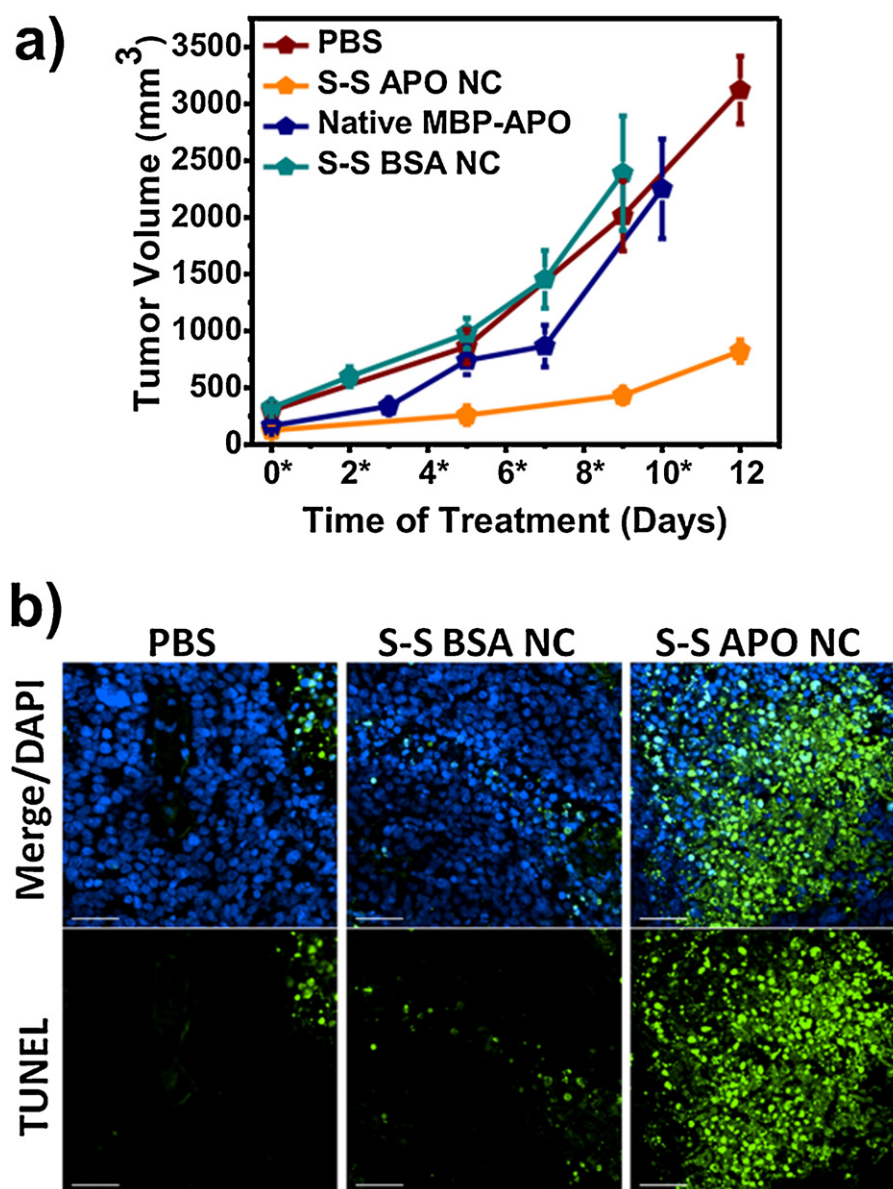 a)
Tumor Volume (mm³)
3500
3000
2500
2000
1500
1000
500
0
PBS
S-S APO NC
Native MBP-APO
S-S BSA NC
0* 2* 4* 6* 8* 10* 12
Time of Treatment (Days)
b)
PBS S-S BSA NC S-S APO NC
Merge/DAPI
TUNEL